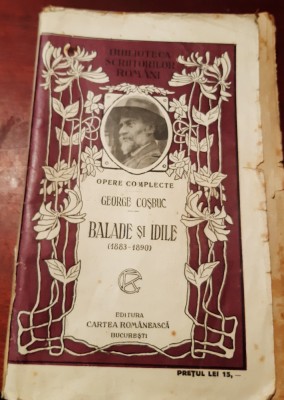 BIBLIOTECA
SCRIITORILOR
ROMÂNI
OPERE COMPLECTE
GEORGE COȘBUC
BALADE ȘI IDILE
(1883-1890)
EDITURA
CARTEA ROMÂNEASCĂ
BUCUREȘTI
PREȚUL LEI 15,—